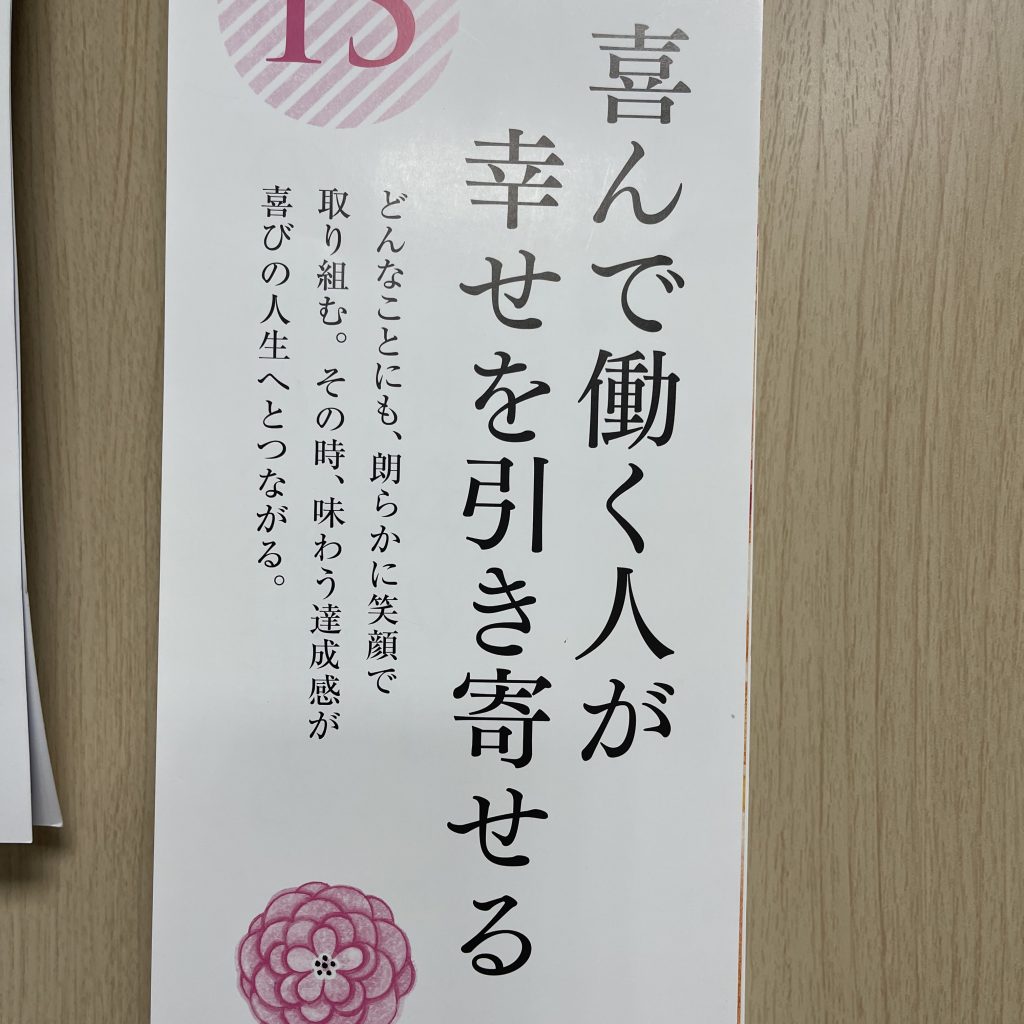 喜んで働く人が
幸せを引き寄せる
どんなことにも、朗らかに笑顔で
取り組む。その時、味わう達成感が
喜びの人生へとつながる。